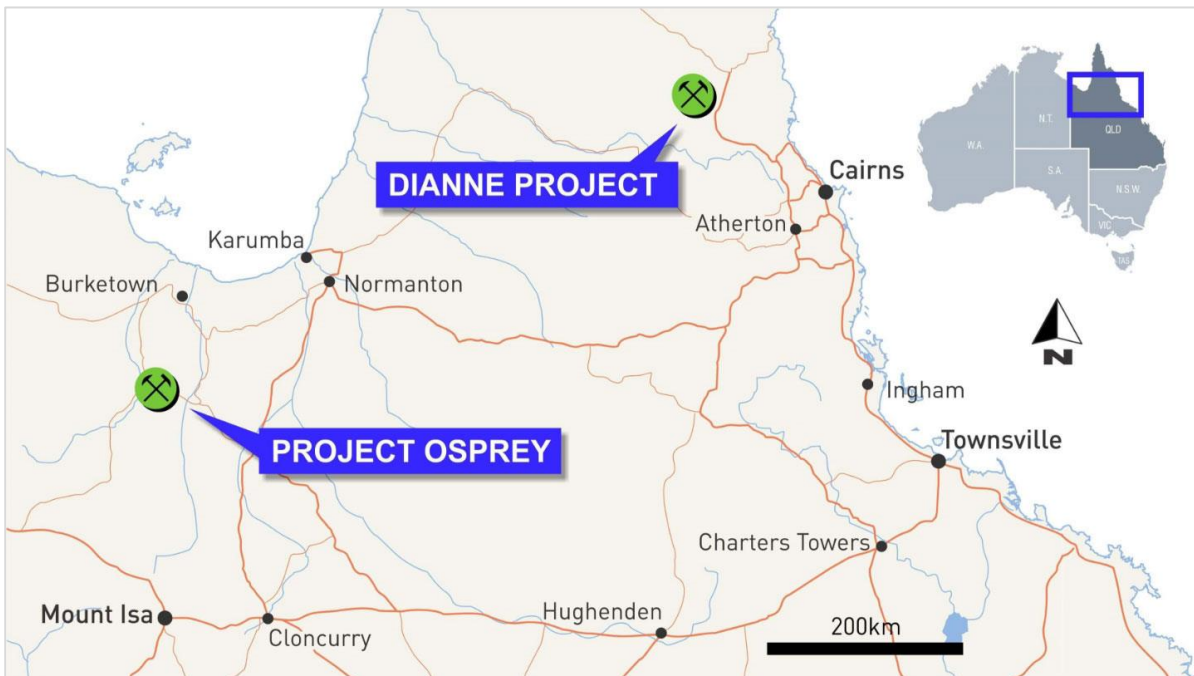 DIANNE PROJECT
Cairns
Atherton
Karumba
Burketown
Normanton
PROJECT OSPREY
Ingham
Townsville
Charters Towers
Mount Isa
Cloncurry
Hughenden
200km
N.T.
QLD
W.A.
S.A.
N.S.W.
VIC
TAS
N